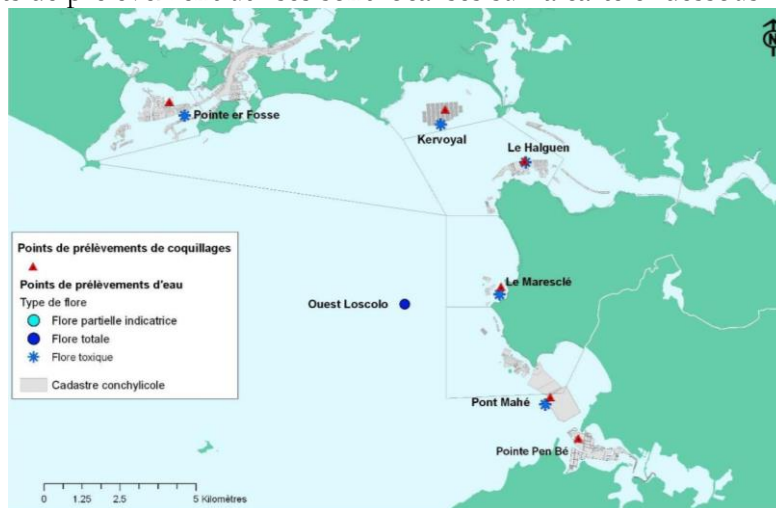 Pointe er Fosse
Kervoyal
Le Halguen
Points de prélèvements de coquillages
Points de prélèvements d'eau
Type de flore
Flore partielle indicatrice
Flore totale
Flore toxique
Cadastre conchylicole
Le Maresclé
Ouest Loscolo
Pont Mahé
Pointe Pen Bé
0 1.25 2.5 5 Kilomètres
N